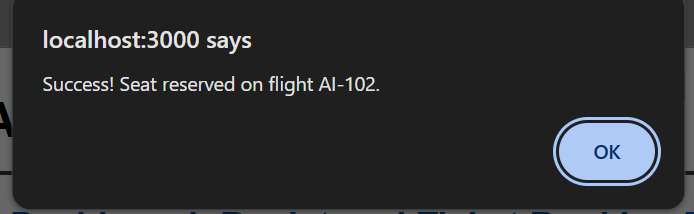 localhost:3000 says
Success! Seat reserved on flight AI-102.
OK